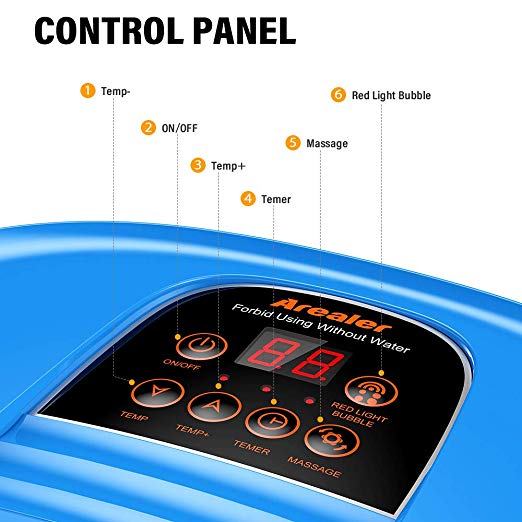 CONTROL PANEL
1 Temp-
2 ON/OFF
3 Temp+
4 Temer
5 Massage
6 Red Light Bubble
Arealer
Forbid Using Without Water
88
ON/OFF
TEMP
TEMP+
TEMER
MASSAGE
RED LIGHT
BUBBLE